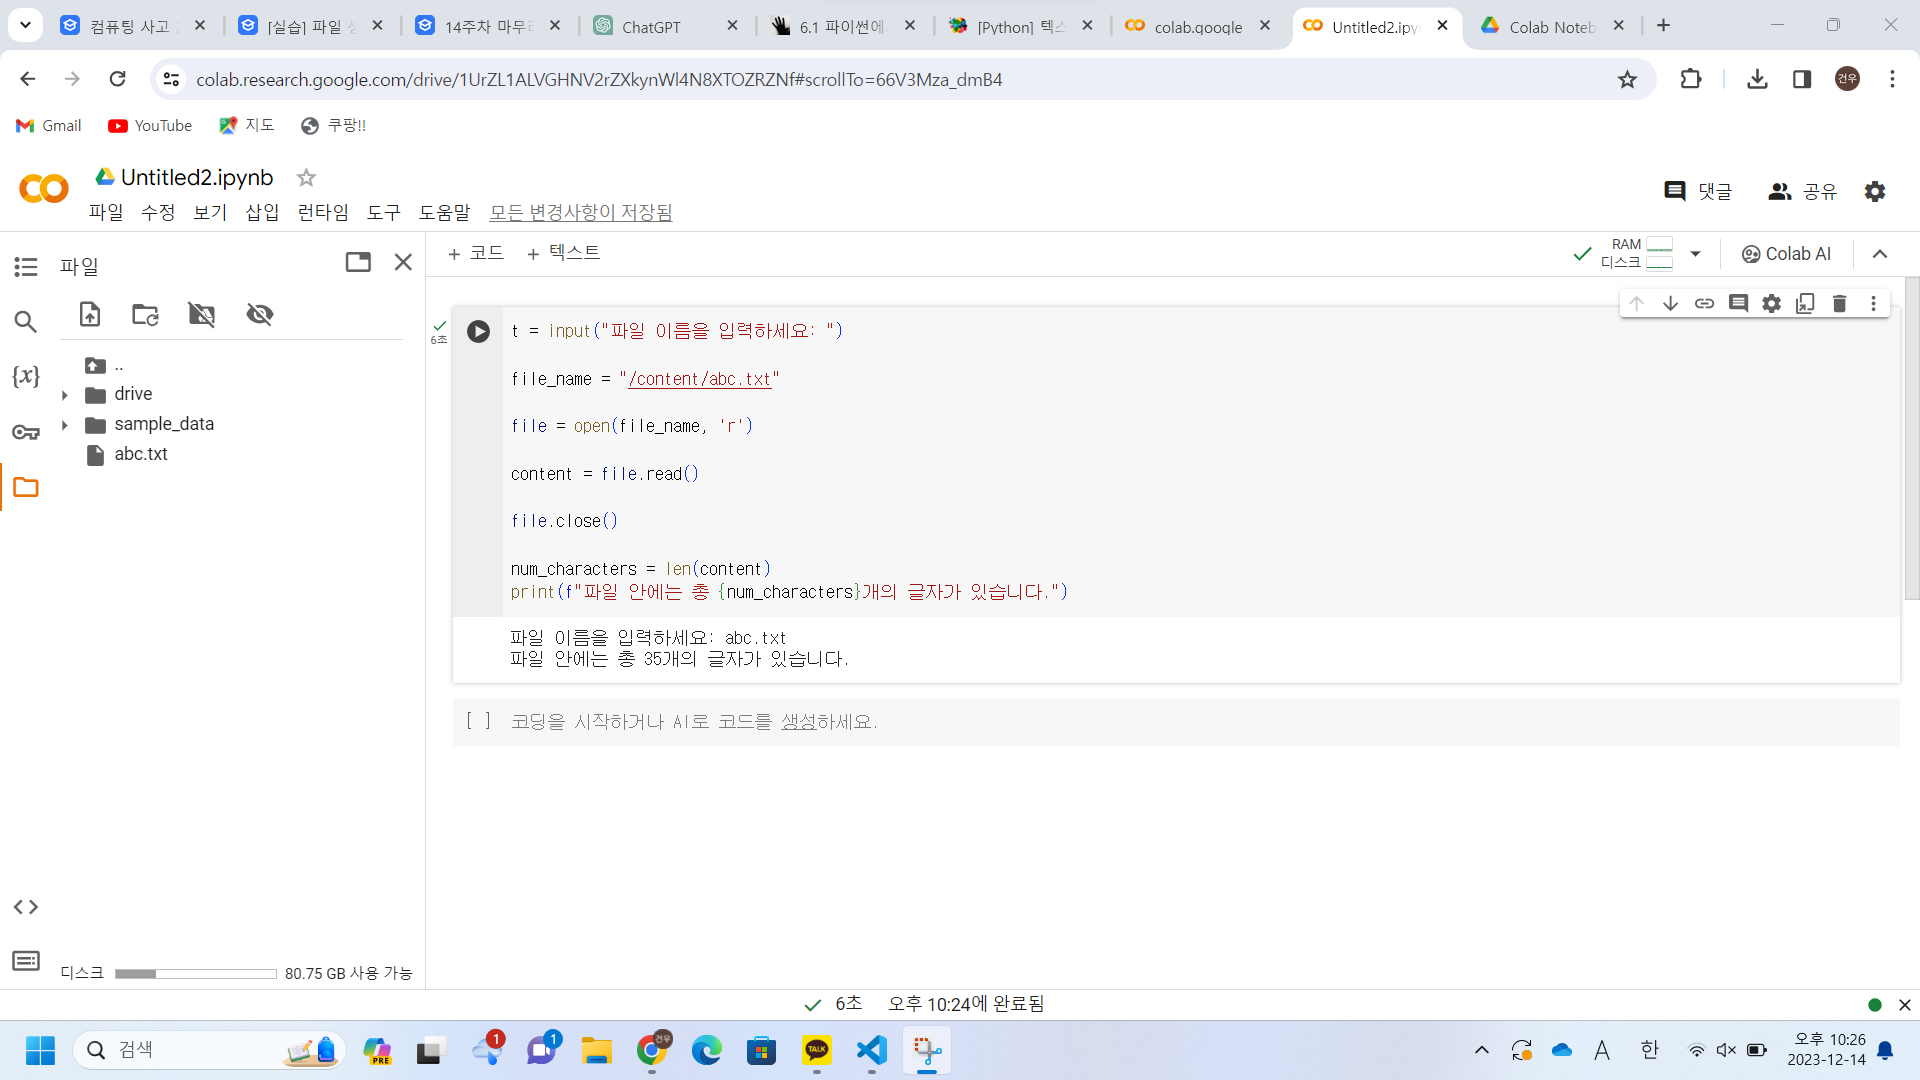 컴퓨팅 사고
[실습] 파일
14주차 마무
ChatGPT
6.1 파이썬에
[Python] 텍스
colab.google
Untitled2.ipy
Colab Noteb
colab.research.google.com/drive/1UrZL1ALVGHNV2rZXkynWl4N8XTOZRZNf#scrollTo=66V3Mza_dmB4
건우
Gmail
YouTube
지도
쿠팡!!
Untitled2.ipynb
파일 수정 보기 삽입 런타임 도구 도움말 모든 변경사항이 저장됨
댓글
공유
파일
+ 코드 + 텍스트
RAM
디스크
Colab AI
..
drive
sample_data
abc.txt
{x}
6초
t = input("파일 이름을 입력하세요: ")
file_name = "/content/abc.txt"
file = open(file_name, 'r')
content = file.read()
file.close()
num_characters = len(content)
print(f"파일 안에는 총 {num_characters}개의 글자가 있습니다.")
파일 이름을 입력하세요: abc.txt
파일 안에는 총 35개의 글자가 있습니다.
[ ] 코딩을 시작하거나 AI로 코드를 생성하세요.
디스크 80.75 GB 사용 가능
6초 오후 10:24에 완료됨
검색
PRE
1
1
건우
TALK
A
한
오후 10:26
2023-12-14